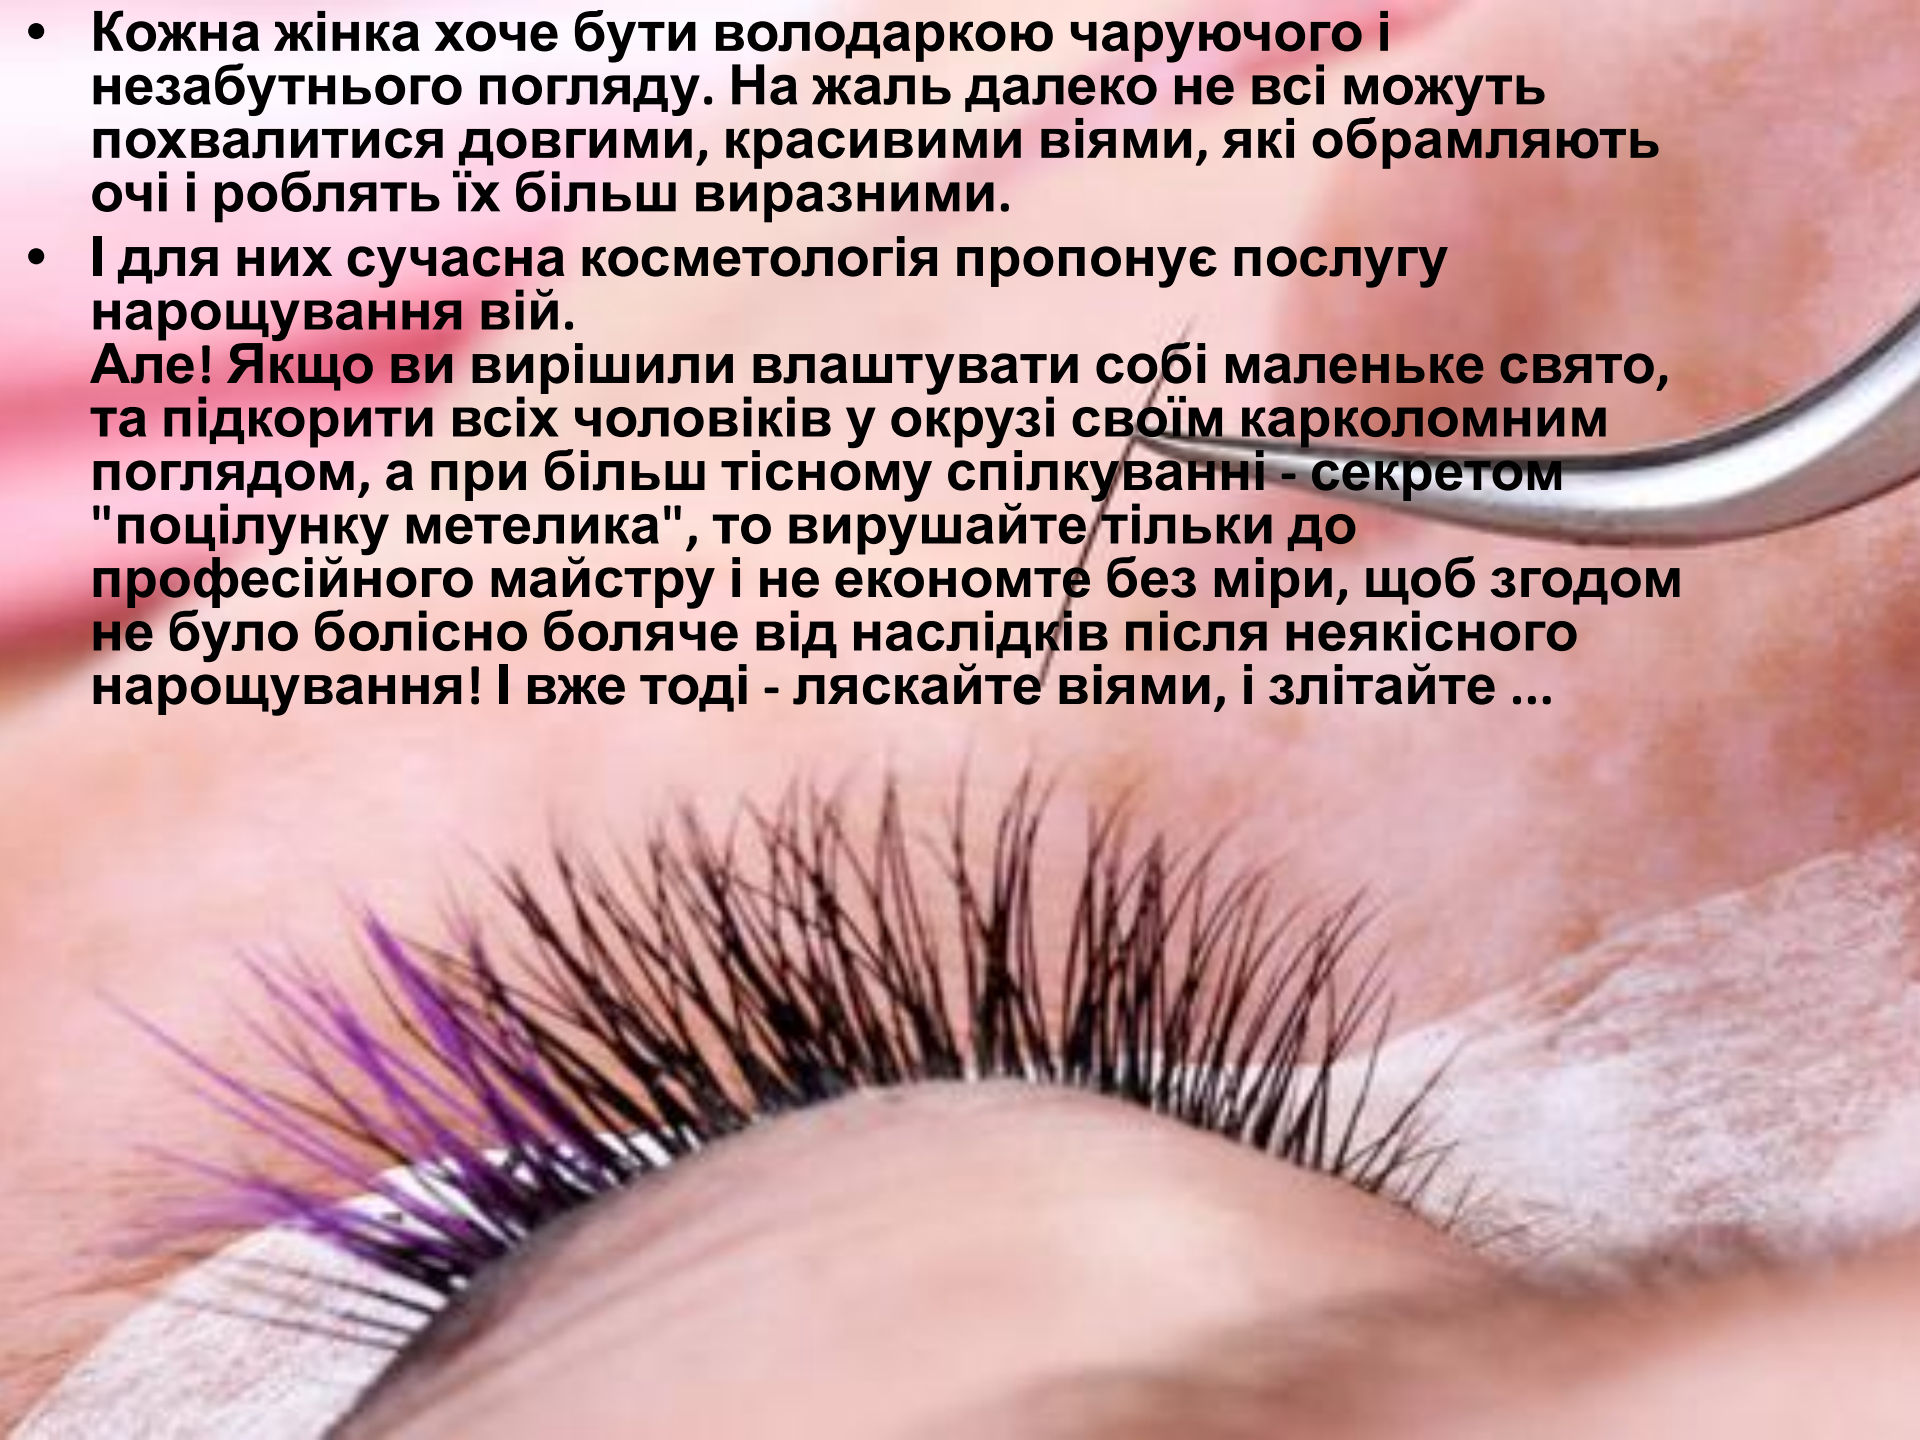 • Кожна жінка хоче бути володаркою чаруючого і
незабутнього погляду. На жаль далеко не всі можуть
похвалитися довгими, красивими віями, які обрамляють
очі і роблять їх більш виразними.
• І для них сучасна косметологія пропонує послугу
нарощування вій.
Але! Якщо ви вирішили влаштувати собі маленьке свято,
та підкорити всіх чоловіків у окрузі своїм карколомним
поглядом, а при більш тісному спілкуванні - секретом
"поцілунку метелика", то вирушайте тільки до
професійного майстру і не економте без міри, щоб згодом
не було болісно боляче від наслідків після неякісного
нарощування! І вже тоді - ляскайте віями, і злітайте ...